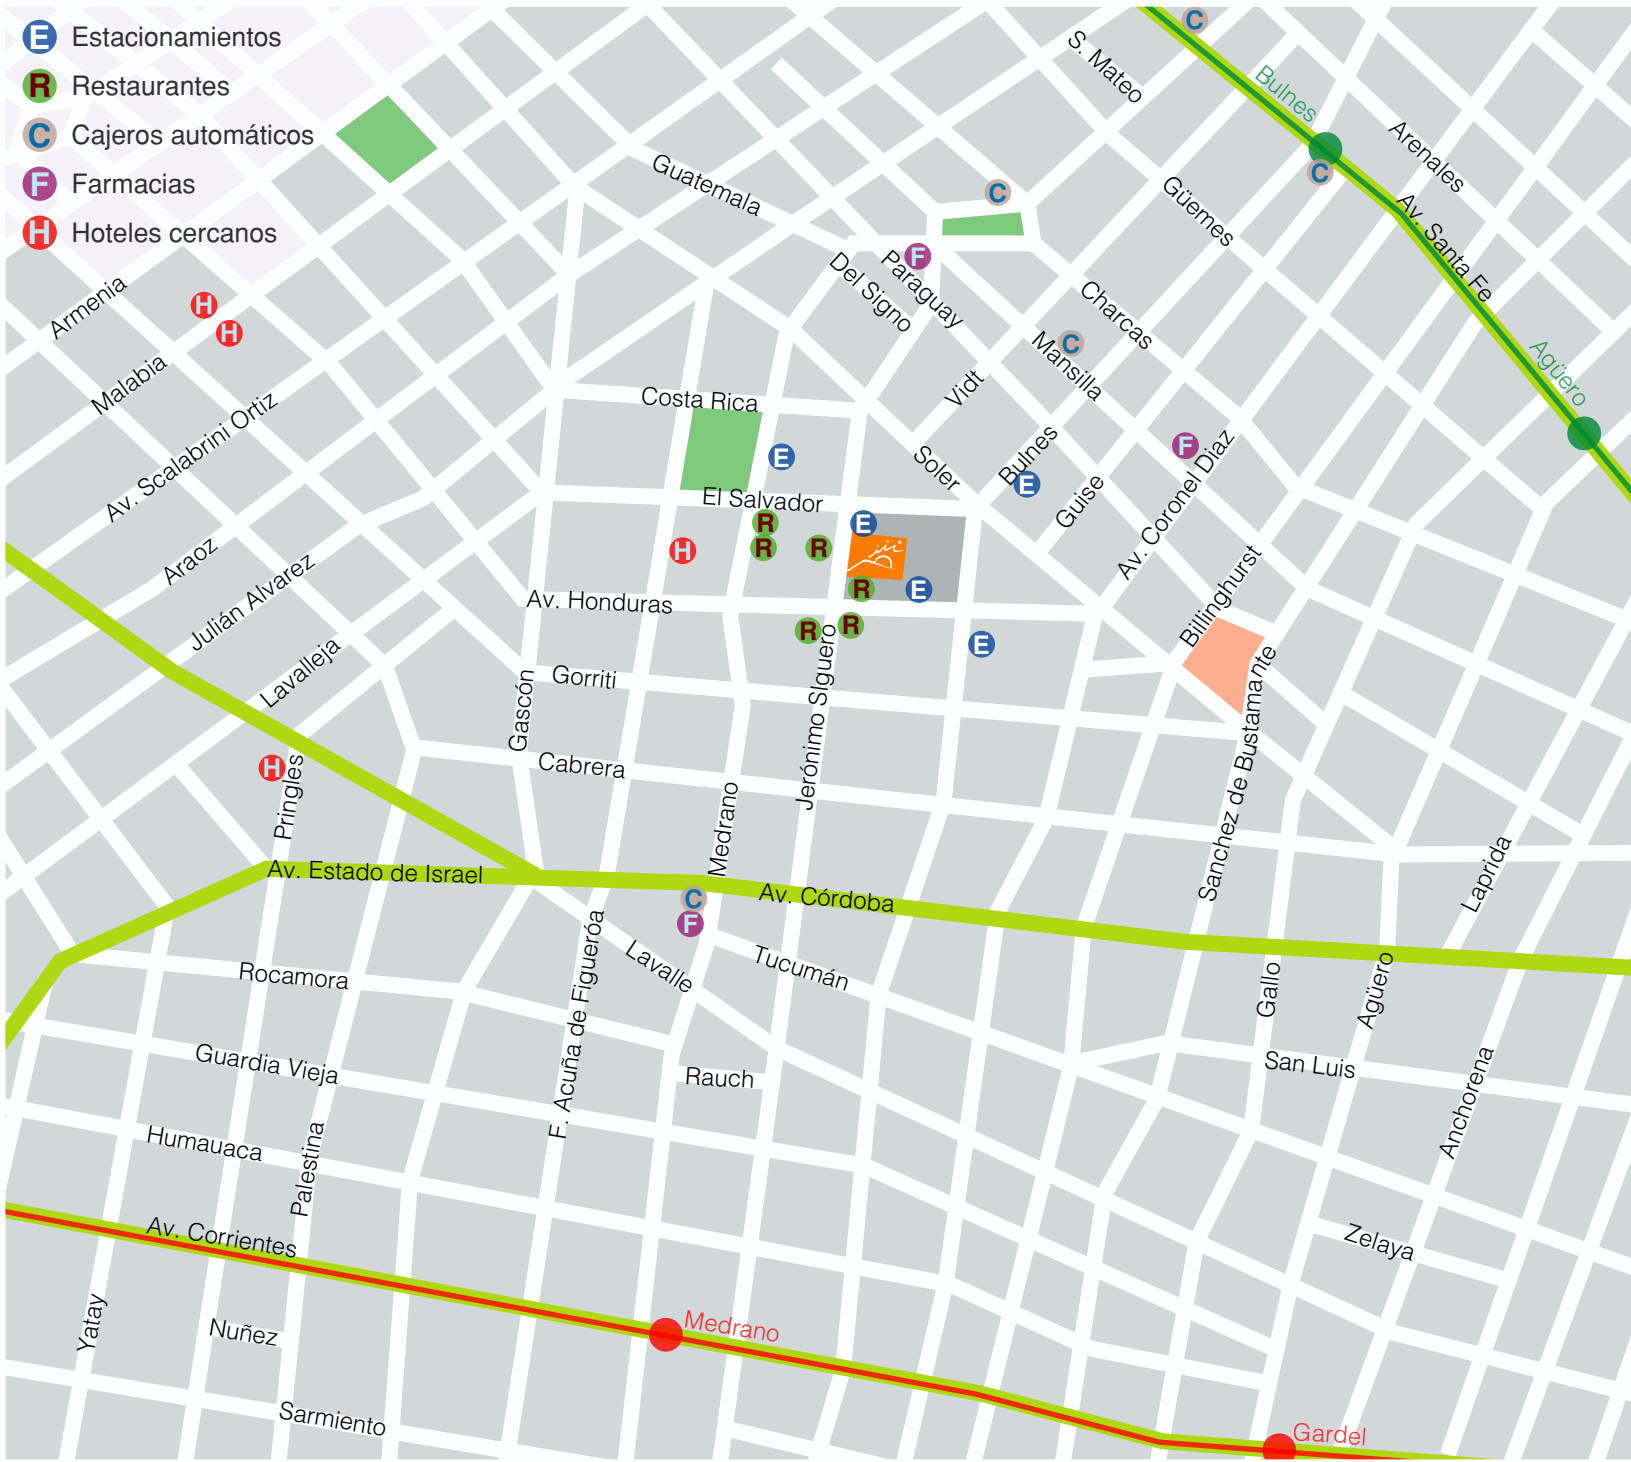 E Estacionamientos
R Restaurantes
C Cajeros automáticos
F Farmacias
H Hoteles cercanos
C
S. Mateo
Bulnes
C
Arenales
Guatemala
C
Güemes
Av. Santa Fe
F
Paraguay
Del Signo
Charcas
Armenia
H
H
C
Mansilla
Agüero
Malabia
Vidt
Costa Rica
Av. Scalabrini Ortiz
E
Soler
Bulnes
E
Guise
F
Av. Coronel Diaz
El Salvador
R
R
R
E
H
R
E
Araoz
Julián Alvarez
Av. Honduras
R
R
E
Billinghurst
Lavalleja
Gorriti
Gascón
Jerónimo SIguero
Sanchez de Bustamante
H
Pringles
Cabrera
Medrano
Laprida
Av. Estado de Israel
C
Av. Córdoba
F
Rocamora
Lavalle
Tucumán
F. Acuña de Figueróa
Gallo
Agüero
Guardia Vieja
Rauch
San Luis
Anchorena
Humauaca
Palestina
Av. Corrientes
Zelaya
Yatay
Nuñez
Medrano
Sarmiento
Gardel